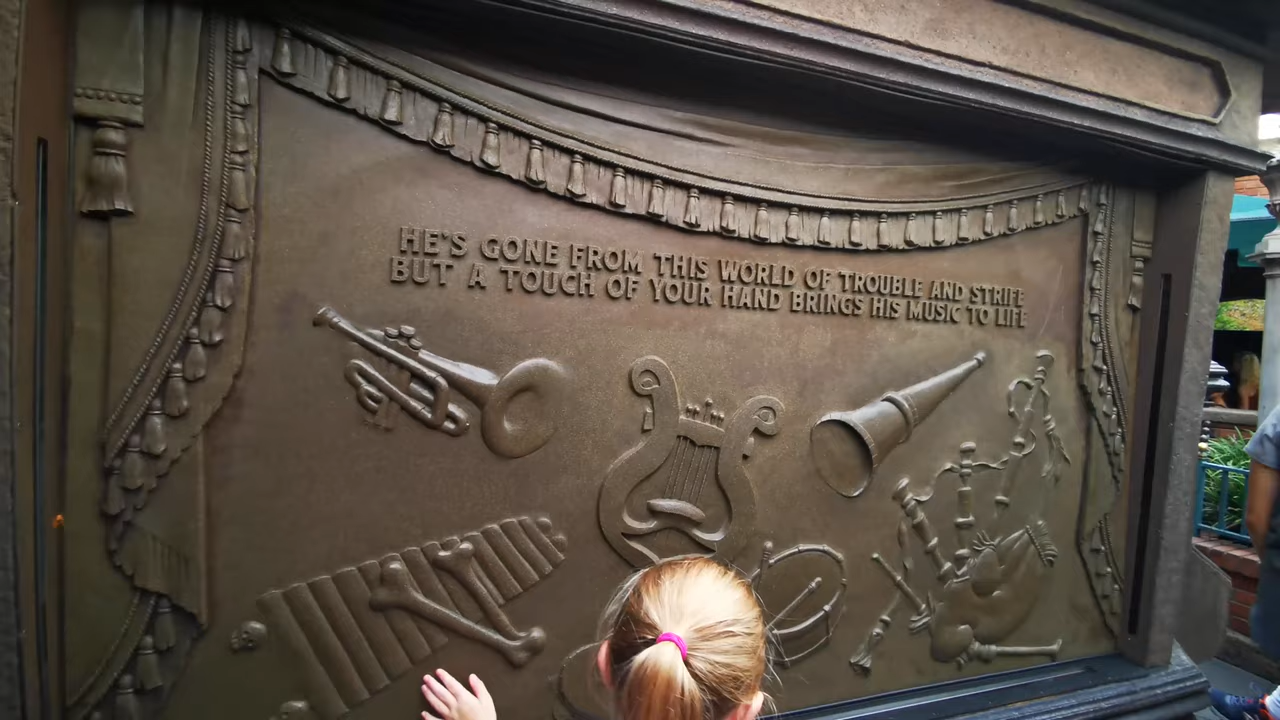 HE'S GONE FROM THIS WORLD OF TROUBLE AND STRIFE
BUT A TOUCH OF YOUR HAND BRINGS HIS MUSIC TO LIFE